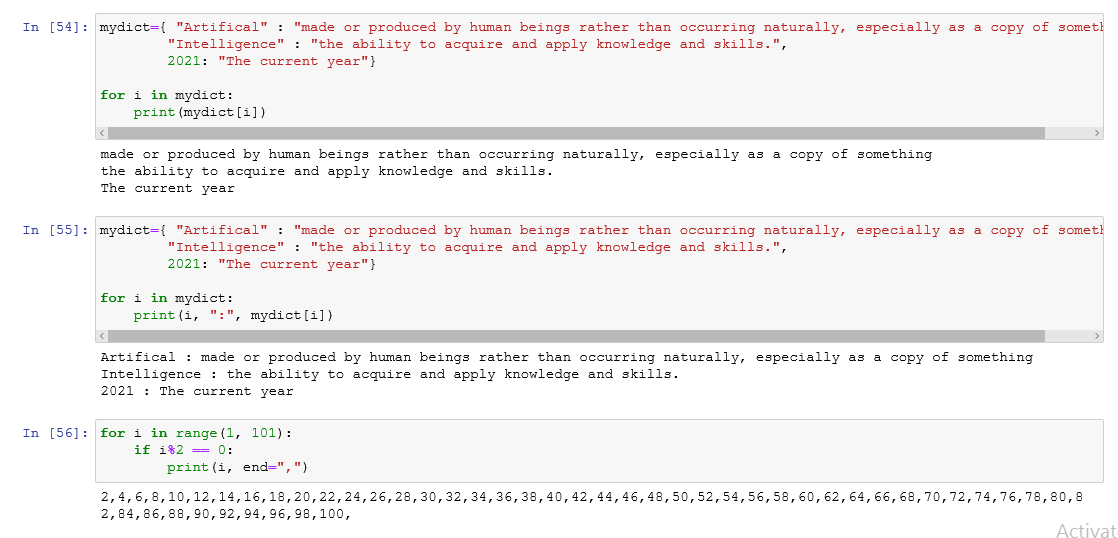 In [54]: mydict={ "Artifical" : "made or produced by human beings rather than occurring naturally, especially as a copy of
"Intelligence" : "the ability to acquire and apply knowledge and skills.",
2021: "The current year"}
for i in mydict:
print(mydict[i])
made or produced by human beings rather than occurring naturally, especially as a copy of something
the ability to acquire and apply knowledge and skills.
The current year
In [55]: mydict={ "Artifical" : "made or produced by human beings rather than occurring naturally, especially as a copy of
"Intelligence" : "the ability to acquire and apply knowledge and skills.",
2021: "The current year"}
for i in mydict:
print(i, ":", mydict[i])
Artifical : made or produced by human beings rather than occurring naturally, especially as a copy of something
Intelligence : the ability to acquire and apply knowledge and skills.
2021 : The current year
In [56]: for i in range(1, 101):
if i%2 == 0:
print(i, end=",")
2,4,6,8,10,12,14,16,18,20,22,24,26,28,30,32,34,36,38,40,42,44,46,48,50,52,54,56,58,60,62,64,66,68,70,72,74,76,78,80,8
2,84,86,88,90,92,94,96,98,100,
Activat